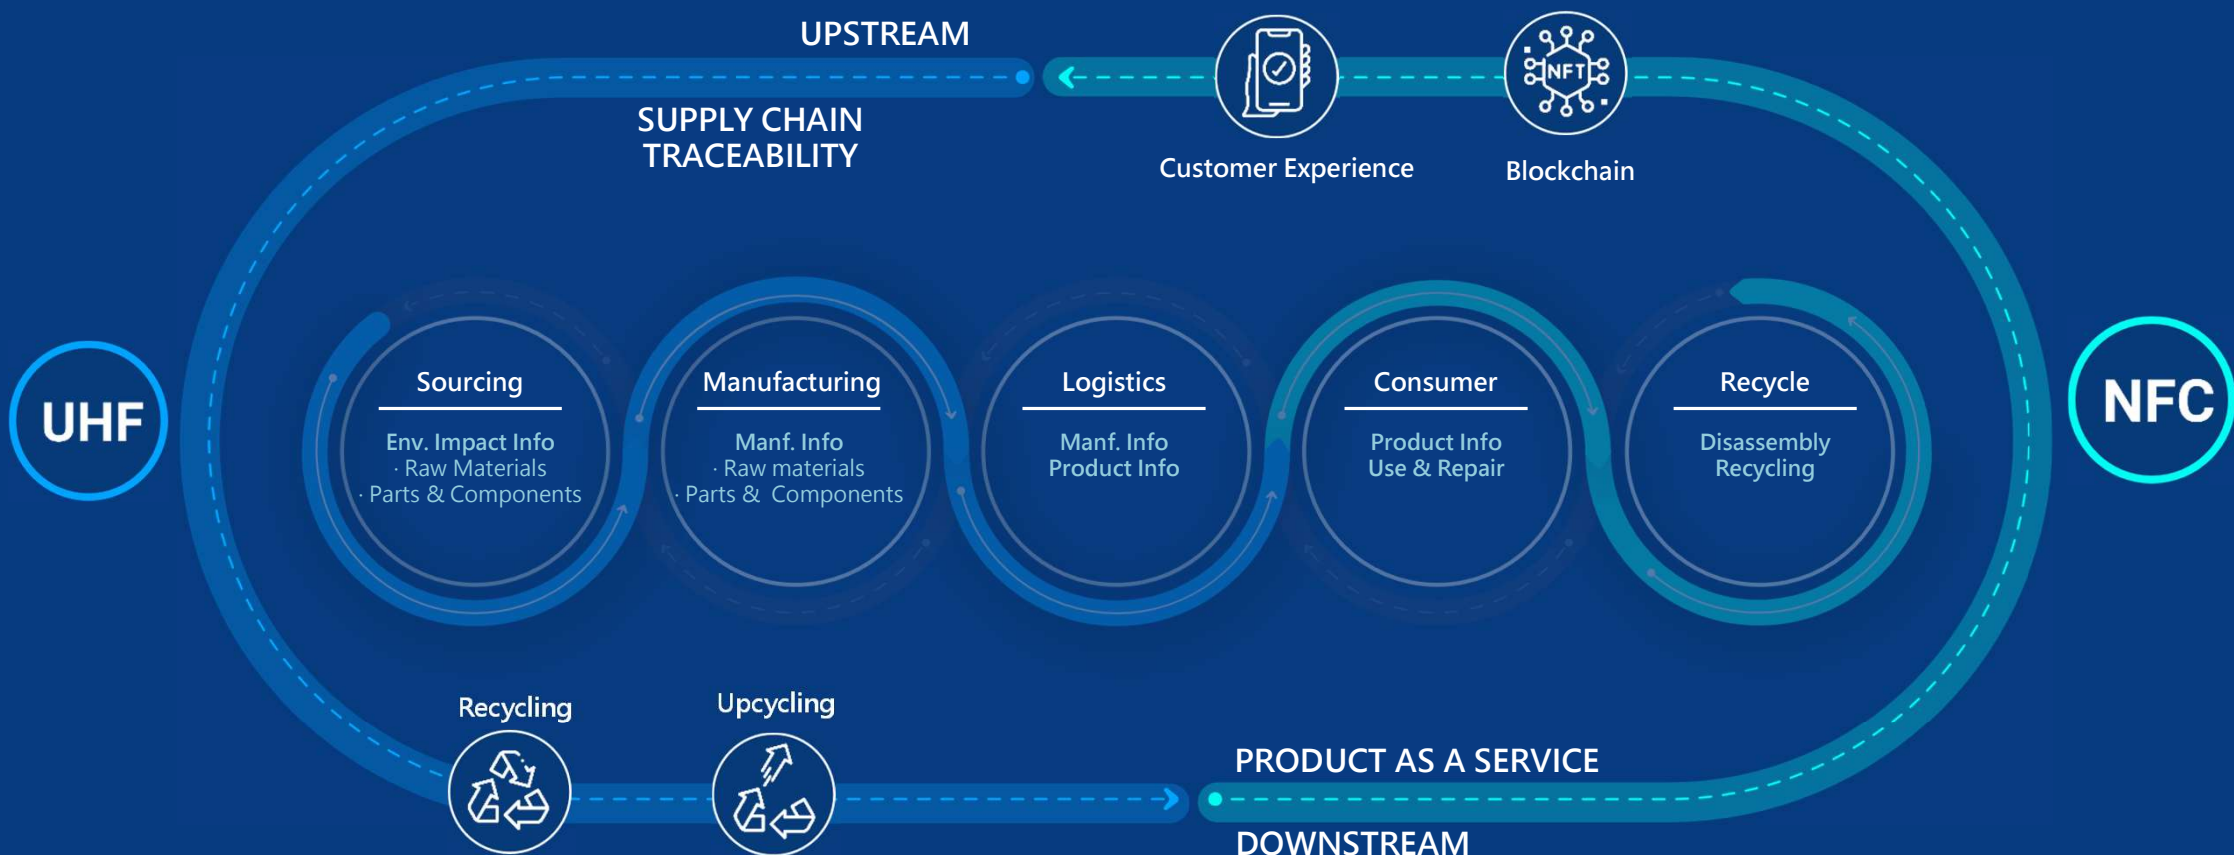 UPSTREAM
SUPPLY CHAIN
TRACEABILITY
NFT
Customer Experience
Blockchain
UHF
NFC
Sourcing
Env. Impact Info
· Raw Materials
· Parts & Components
Manufacturing
Manf. Info
· Raw materials
· Parts & Components
Logistics
Manf. Info
Product Info
Consumer
Product Info
Use & Repair
Recycle
Disassembly
Recycling
Recycling
Upcycling
PRODUCT AS A SERVICE
DOWNSTREAM